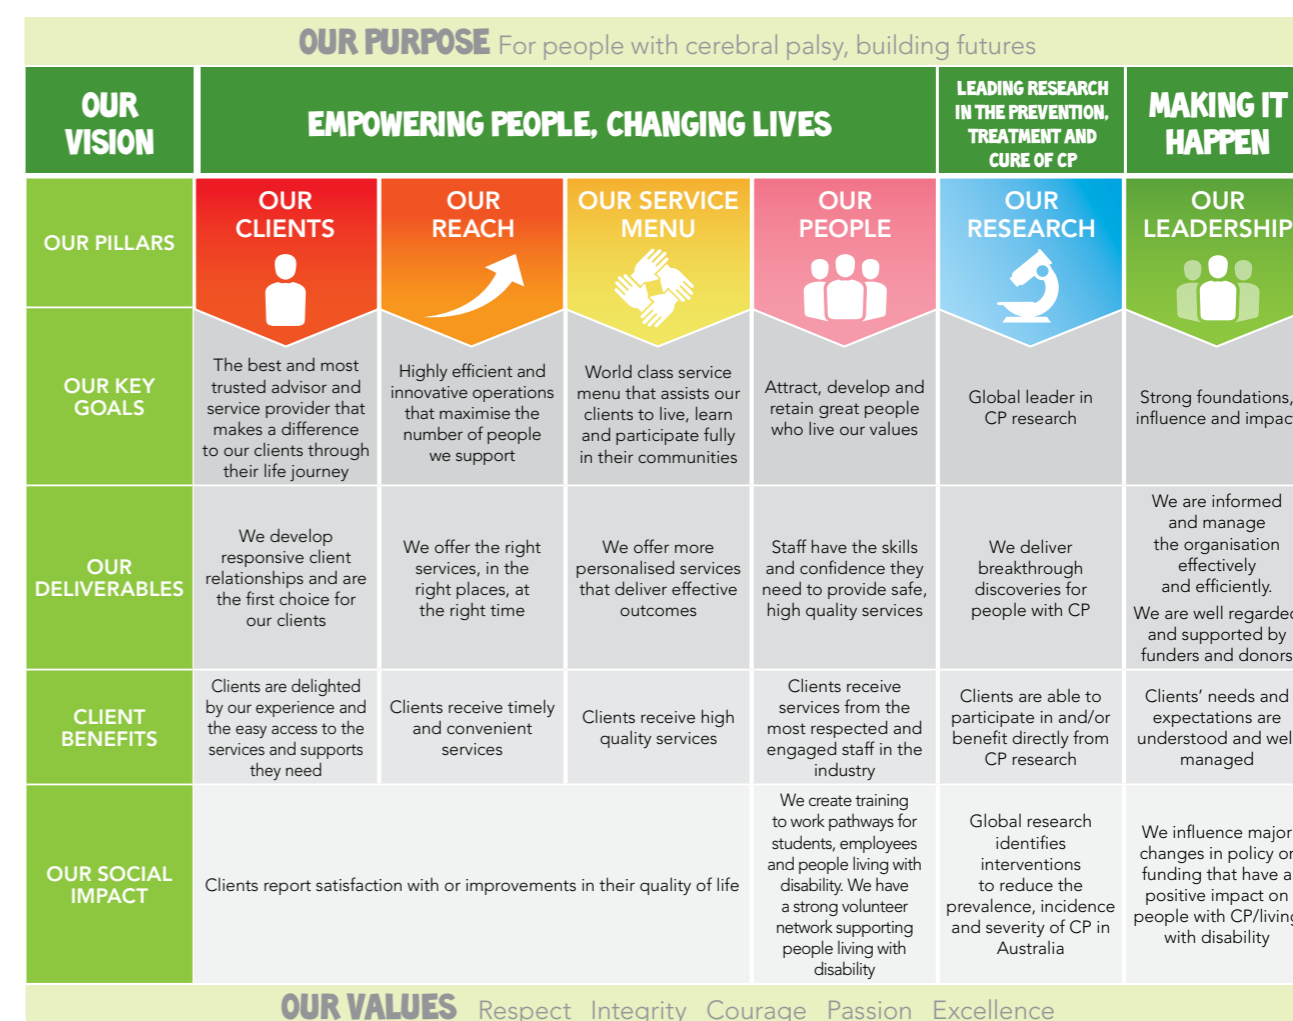 OUR PURPOSE For people with cerebral palsy, building futures
OUR
VISION
EMPOWERING PEOPLE, CHANGING LIVES
LEADING RESEARCH
IN THE PREVENTION,
TREATMENT AND
CURE OF CP
MAKING IT
HAPPEN
OUR PILLARS
OUR
CLIENTS
OUR
REACH
OUR SERVICE
MENU
OUR
PEOPLE
OUR
RESEARCH
OUR
LEADERSHIP
OUR KEY
GOALS
The best and most
trusted advisor and
service provider that
makes a difference
to our clients through
their life journey
Highly efficient and
innovative operations
that maximise the
number of people
we support
World class service
menu that assists our
clients to live, learn
and participate fully
in their communities
Attract, develop and
retain great people
who live our values
Global leader in
CP research
Strong foundations,
influence and impac
OUR
DELIVERABLES
We develop
responsive client
relationships and are
the first choice for
our clients
We offer the right
services, in the
right places, at
the right time
We offer more
personalised services
that deliver effective
outcomes
Staff have the skills
and confidence they
need to provide safe,
high quality services
We deliver
breakthrough
discoveries for
people with CP
We are informed
and manage
the organisation
effectively
and efficiently.
We are well regarded
and supported by
funders and donors
CLIENT
BENEFITS
Clients are delighted
by our experience and
the easy access to the
services and supports
they need
Clients receive timely
and convenient
services
Clients receive high
quality services
Clients receive
services from the
most respected and
engaged staff in the
industry
Clients are able to
participate in and/or
benefit directly from
CP research
Clients’ needs and
expectations are
understood and wel
managed
OUR SOCIAL
IMPACT
Clients report satisfaction with or improvements in their quality of life
We create training
to work pathways for
students, employees
and people living with
disability. We have
a strong volunteer
network supporting
people living with
disability
Global research
identifies
interventions
to reduce the
prevalence, incidence
and severity of CP in
Australia
We influence major
changes in policy or
funding that have a
positive impact on
people with CP/living
with disability
OUR VALUES Respect Integrity Courage Passion Excellence